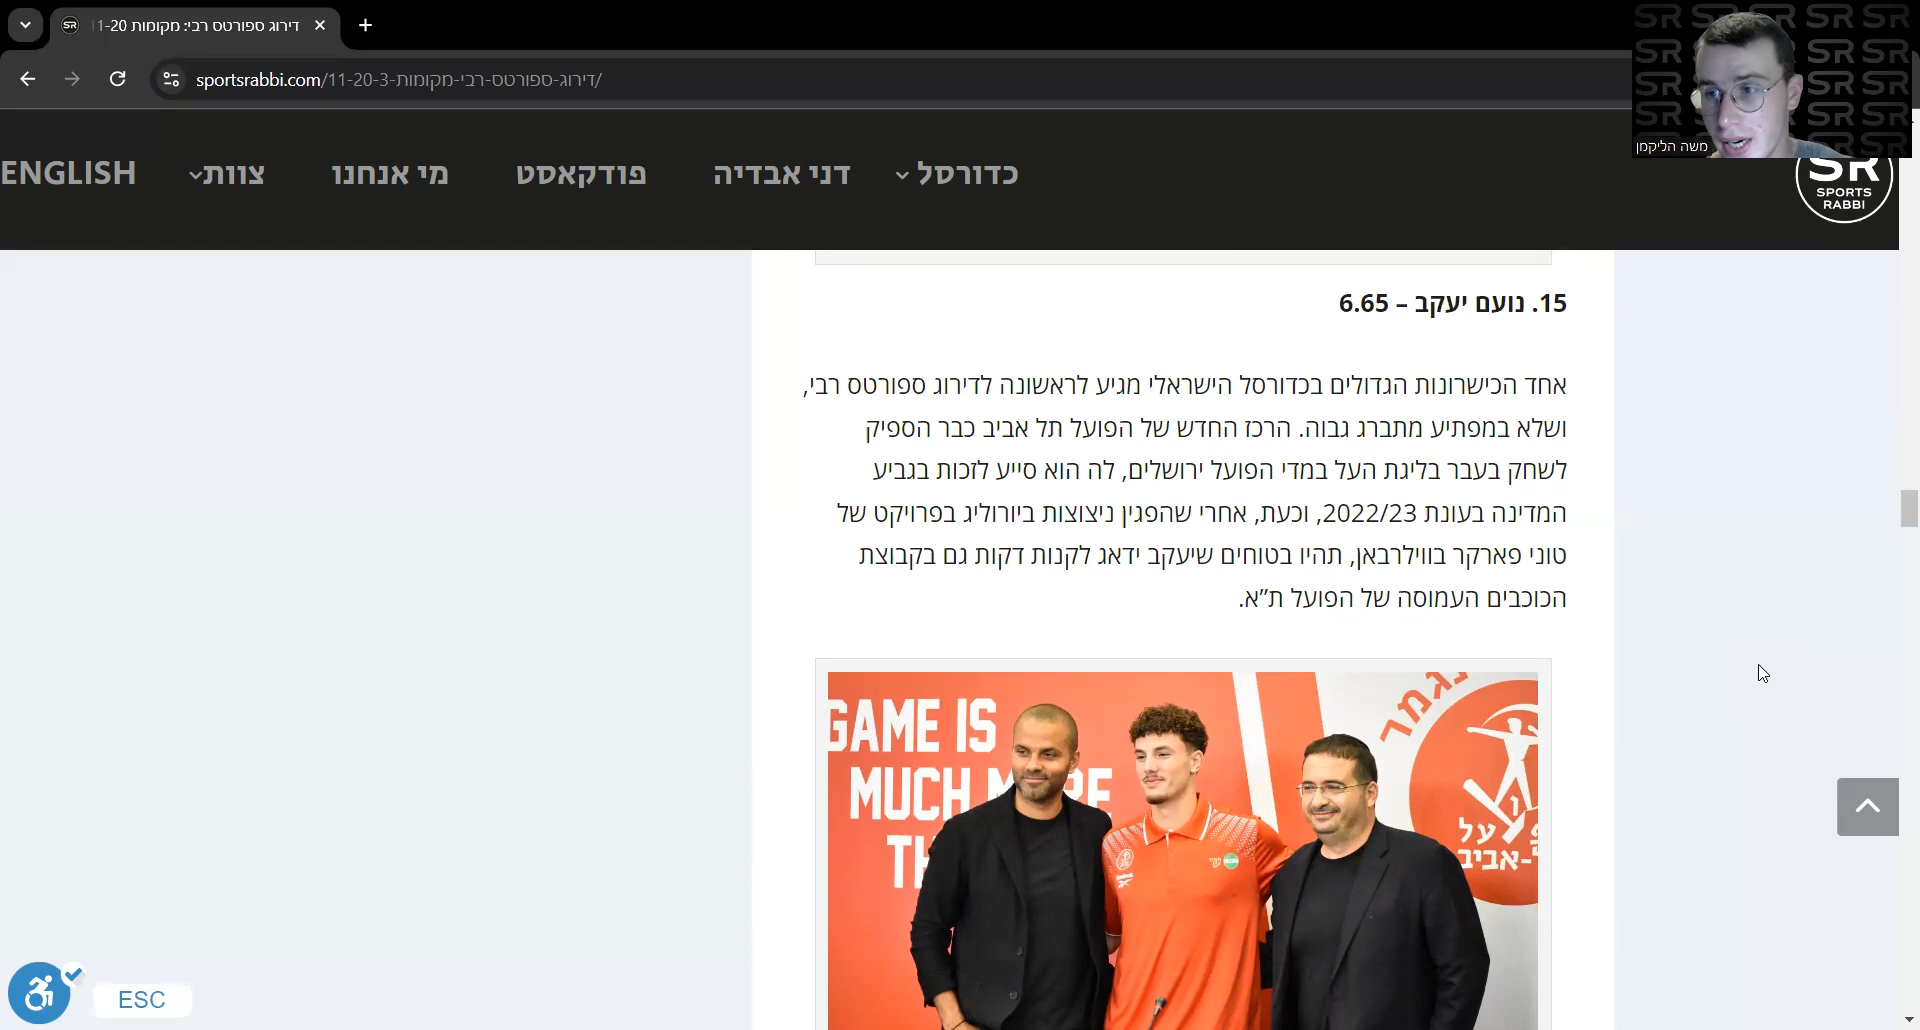 דירוג ספורטס רבי: מקומות 11-20
sportsrabbi.com/דירוג-ספורטס-רבי-מקומות-11-20-3/
משה הליקמן
ENGLISH
צוות
מי אנחנו
פודקאסט
דני אבדיה
כדורסל
SR
SPORTS
RABBI
15. נועם יעקב – 6.65
אחד הכישרונות הגדולים בכדורסל הישראלי מגיע לראשונה לדירוג ספורטס רבי,
ושלא במפתיע מתברג גבוה. הרכז החדש של הפועל תל אביב כבר הספיק
לשחק בעבר בליגת העל במדי הפועל ירושלים, לה הוא סייע לזכות בגביע
המדינה בעונת 2022/23, וכעת, אחרי שהפגין ניצוצות ביורוליג בפרויקט של
טוני פארקר בווילרבאן, תהיו בטוחים שיעקב ידאג לקנות דקות גם בקבוצת
הכוכבים העמוסה של הפועל ת”א.
GAME IS
MUCH
נגמר
על
-אביב
ESC